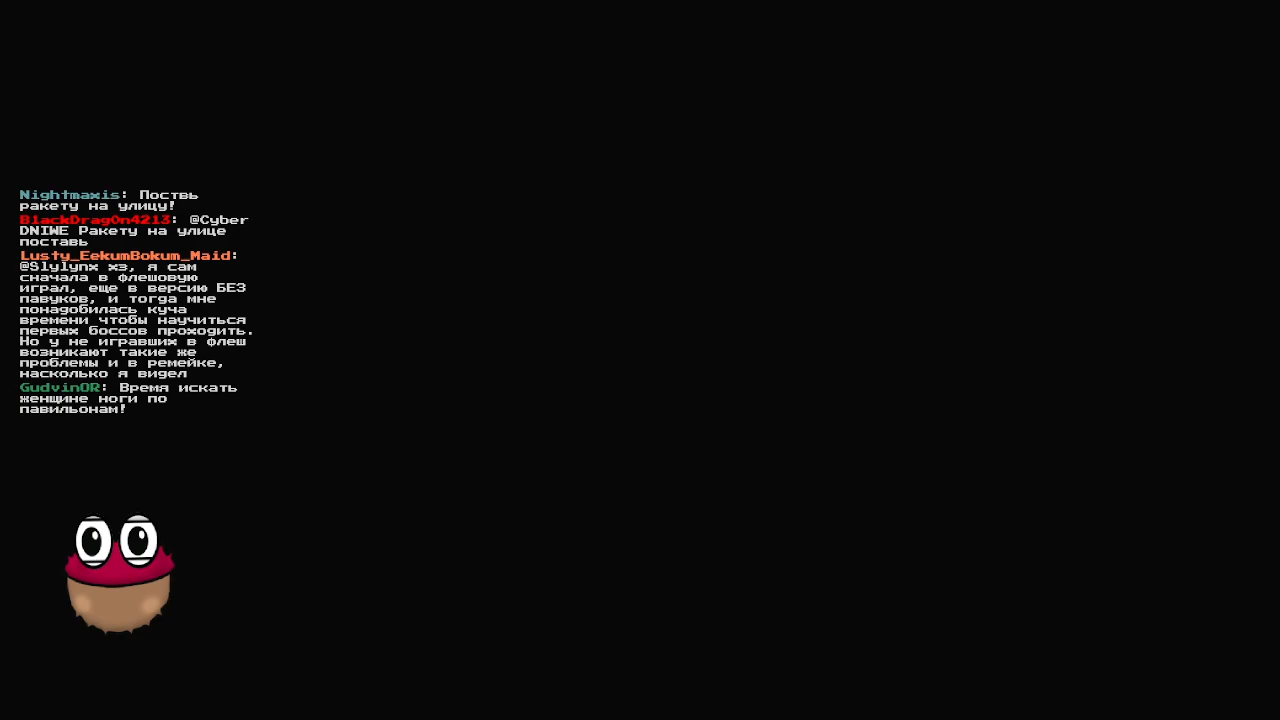 Nightmaxis: Поствь
ракету на улицу!
BlackDrag0n4213: @Cyber
DNIWE Ракету на улице
поставь
Lusty_EekumBokum_Maid:
@Slylynx хз, я сам
сначала в флешовую
играл, еще в версию БЕЗ
павуков, и тогда мне
понадобилась куча
времени чтобы научиться
первых боссов проходить.
Но у не игравших в флеш
возникают такие же
проблемы и в ремейке,
насколько я видел
GudvinOR: Время искать
женщине ноги по
павильонам!